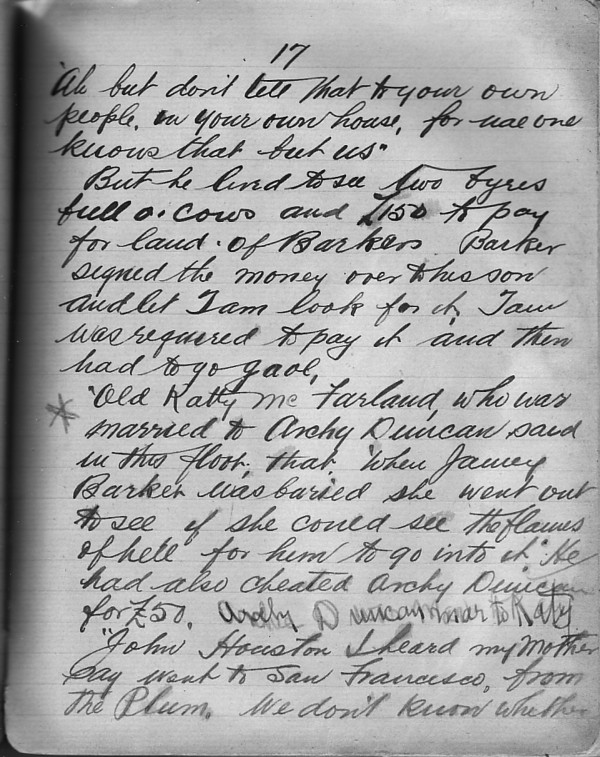 17
"Ah but don't tell that to your own
people, in your own house, for nae one
knows that but us"
But he lived to see two byres
full o' cows and £150 to pay
for land. of Barkers. Barker
signed the money over to his son
and let Tam look for it, Tam
was required to pay it and then
had to go gaol,
* "Old Katty Mc Farland, who was
married to Archy Duncan, said
in this floor, that, when Jamey
Barker was buried she went out
to see if she could see the flames
of hell for him to go into it" He
had also cheated Archy Duncan
for £50. Archy Duncan mar to Katy
"John Houston I heard my Mother
say went to San Francisco, from
the Plum. We don't know whether